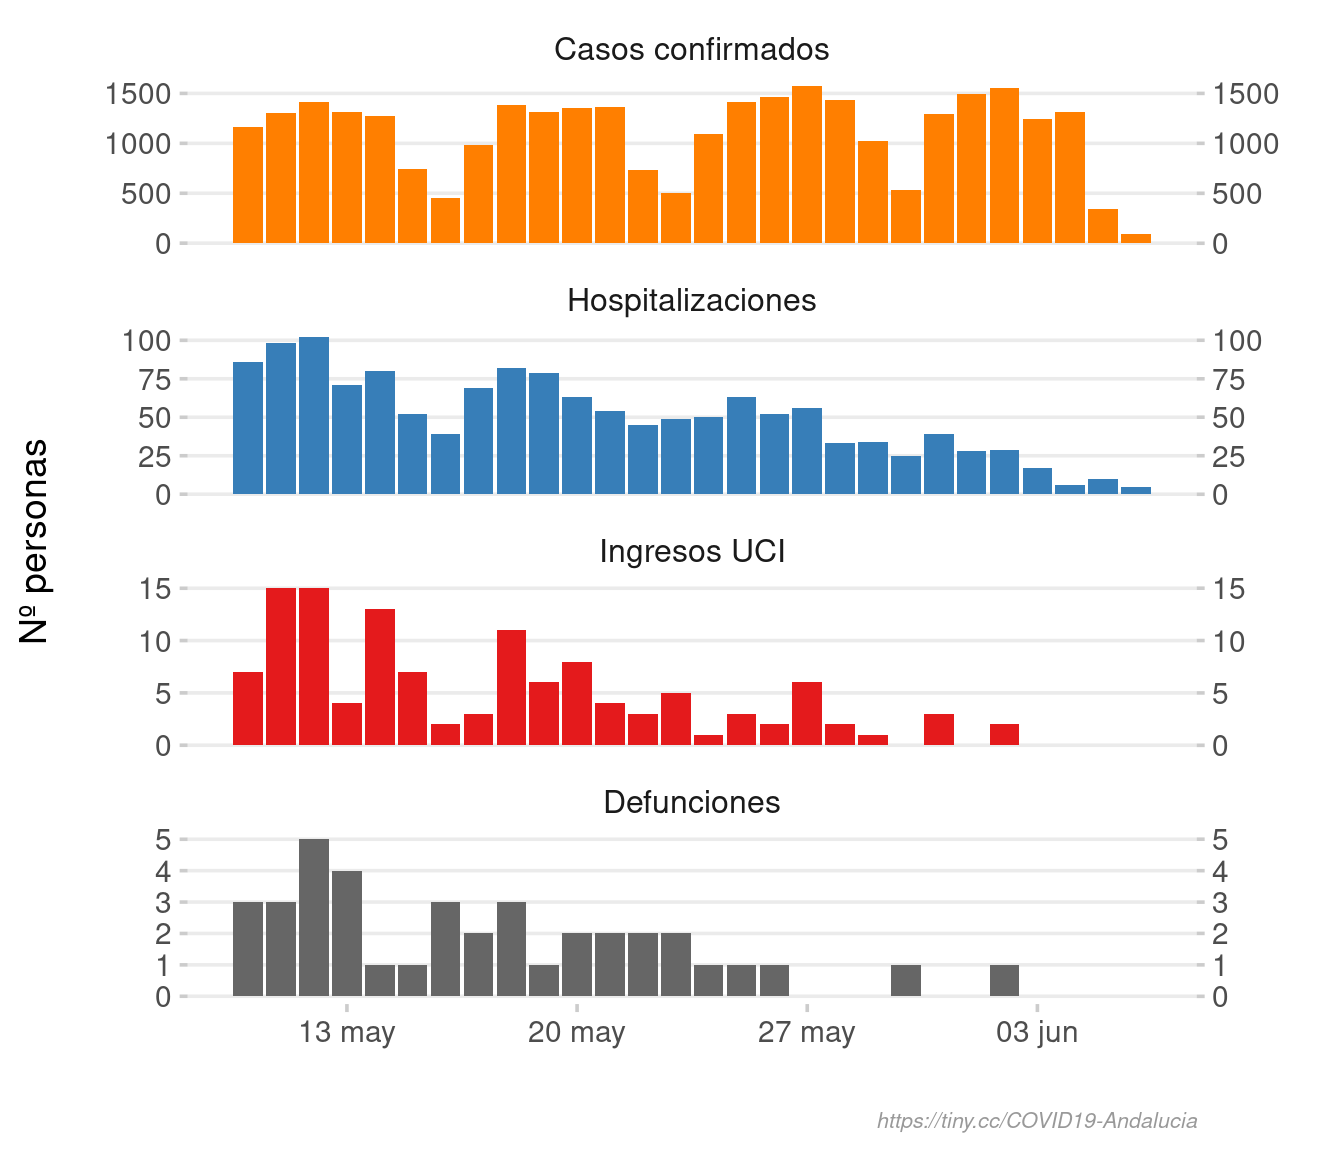 Casos confirmados
1500 1500
1000 1000
500 500
0 0
Hospitalizaciones
100 100
75 75
50 50
25 25
0 0
Nº personas
Ingresos UCI
15 15
10 10
5 5
0 0
Defunciones
5 5
4 4
3 3
2 2
1 1
0 0
13 may 20 may 27 may 03 jun
https://tiny.cc/COVID19-Andalucia